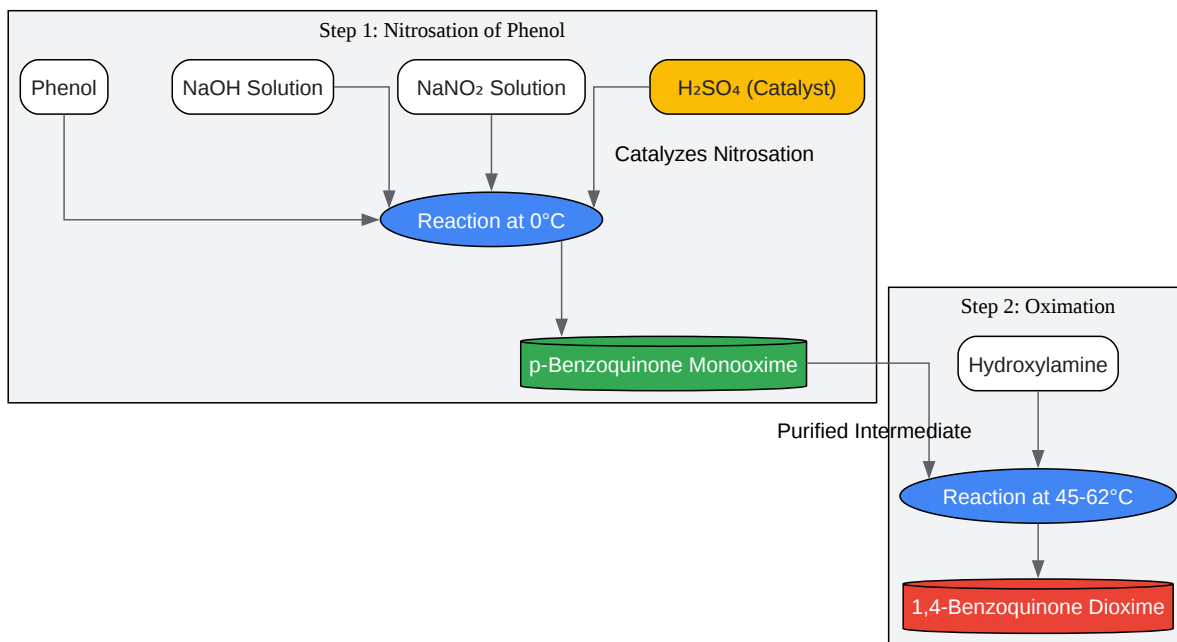 Step 1: Nitrosation of Phenol
Phenol
NaOH Solution
NaNO₂ Solution
H₂SO₄ (Catalyst)
Catalyzes Nitrosation
Reaction at 0°C
p-Benzoquinone Monooxime
Purified Intermediate
Step 2: Oximation
Hydroxylamine
Reaction at 45-62°C
1,4-Benzoquinone Dioxime